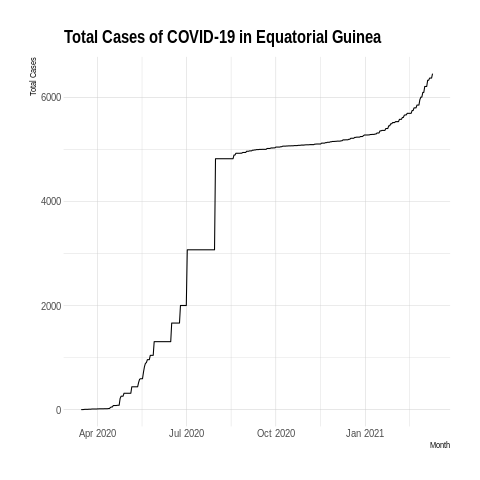 Total Cases of COVID-19 in Equatorial Guinea
Total Cases
6000
4000
2000
0
Apr 2020
Jul 2020
Oct 2020
Jan 2021
Month